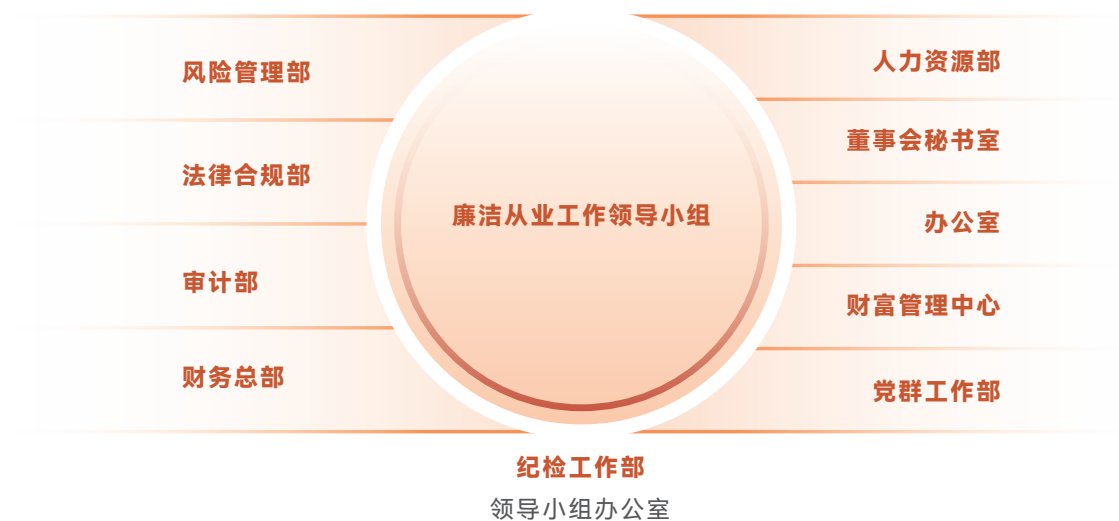 风险管理部
法律合规部
审计部
财务总部
廉洁从业工作领导小组
人力资源部
董事会秘书室
办公室
财富管理中心
党群工作部
纪检工作部
领导小组办公室